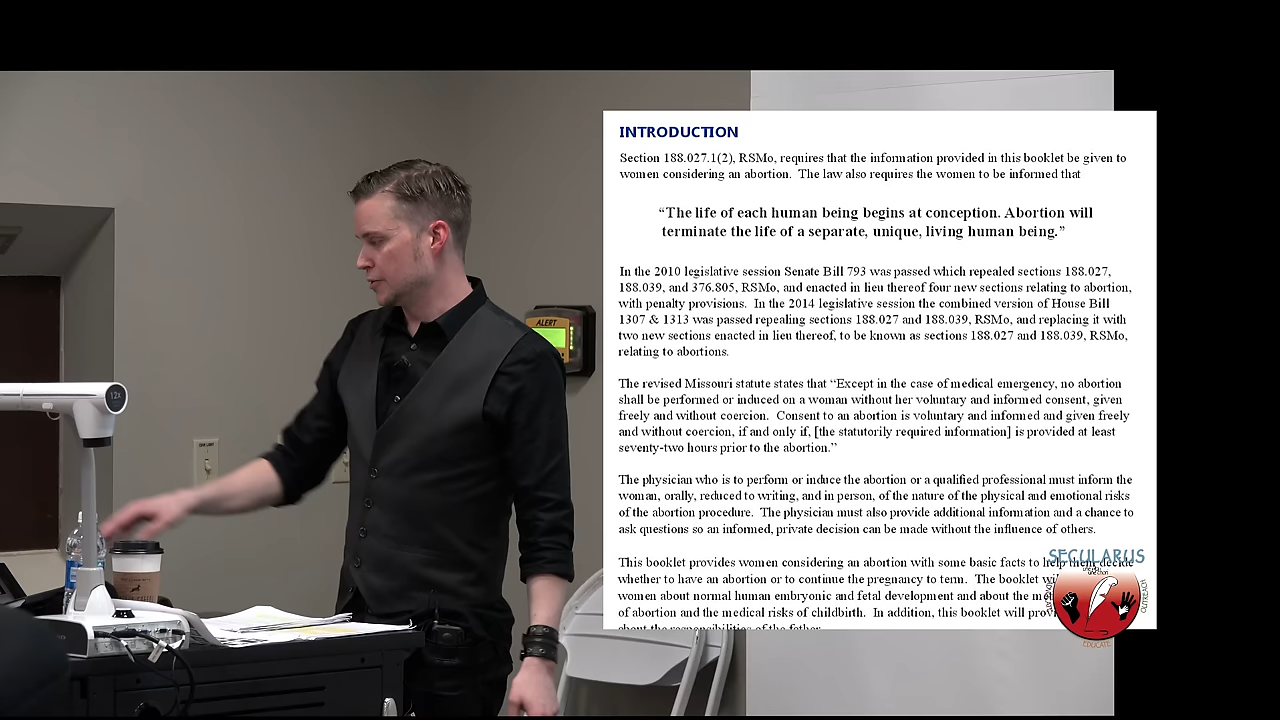 INTRODUCTION
Section 188.027.1(2), RSMo, requires that the information provided in this booklet be given to
women considering an abortion. The law also requires the women to be informed that
“The life of each human being begins at conception. Abortion will
terminate the life of a separate, unique, living human being.”
In the 2010 legislative session Senate Bill 793 was passed which repealed sections 188.027,
188.039, and 376.805, RSMo, and enacted in lieu thereof four new sections relating to abortion,
with penalty provisions. In the 2014 legislative session the combined version of House Bill
1307 & 1313 was passed repealing sections 188.027 and 188.039, RSMo, and replacing it with
two new sections enacted in lieu thereof, to be known as sections 188.027 and 188.039, RSMo,
relating to abortions.
The revised Missouri statute states that “Except in the case of medical emergency, no abortion
shall be performed or induced on a woman without her voluntary and informed consent, given
freely and without coercion. Consent to an abortion is voluntary and informed and given freely
and without coercion, if and only if, [the statutorily required information] is provided at least
seventy-two hours prior to the abortion.”
The physician who is to perform or induce the abortion or a qualified professional must inform the
woman, orally, reduced to writing, and in person, of the nature of the physical and emotional risks
of the abortion procedure. The physician must also provide additional information and a chance to
ask questions so an informed, private decision can be made without the influence of others.
This booklet provides women considering an abortion with some basic facts to help them decide
whether to have an abortion or to continue the pregnancy to term. The booklet
women about normal human embryonic and fetal development and about the
of abortion and the medical risks of childbirth. In addition, this booklet will
about the responsibilities of the father
SECULARUS
EDUCATE
ALERT
12x